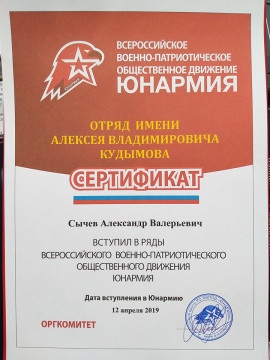 ВСЕРОССИЙСКОЕ
ВОЕННО-ПАТРИОТИЧЕСКОЕ
ОБЩЕСТВЕННОЕ ДВИЖЕНИЕ
ЮНАРМИЯ
ОТРЯД ИМЕНИ
АЛЕКСЕЯ ВЛАДИМИРОВИЧА
КУДЫМОВА
СЕРТИФИКАТ
Сычев Александр Валерьевич
ВСТУПИЛ В РЯДЫ
ВСЕРОССИЙСКОГО ВОЕННО-ПАТРИОТИЧЕСКОГО
ОБЩЕСТВЕННОГО ДВИЖЕНИЯ
ЮНАРМИЯ
Дата вступления в Юнармию
12 апреля 2019
ОРГКОМИТЕТ